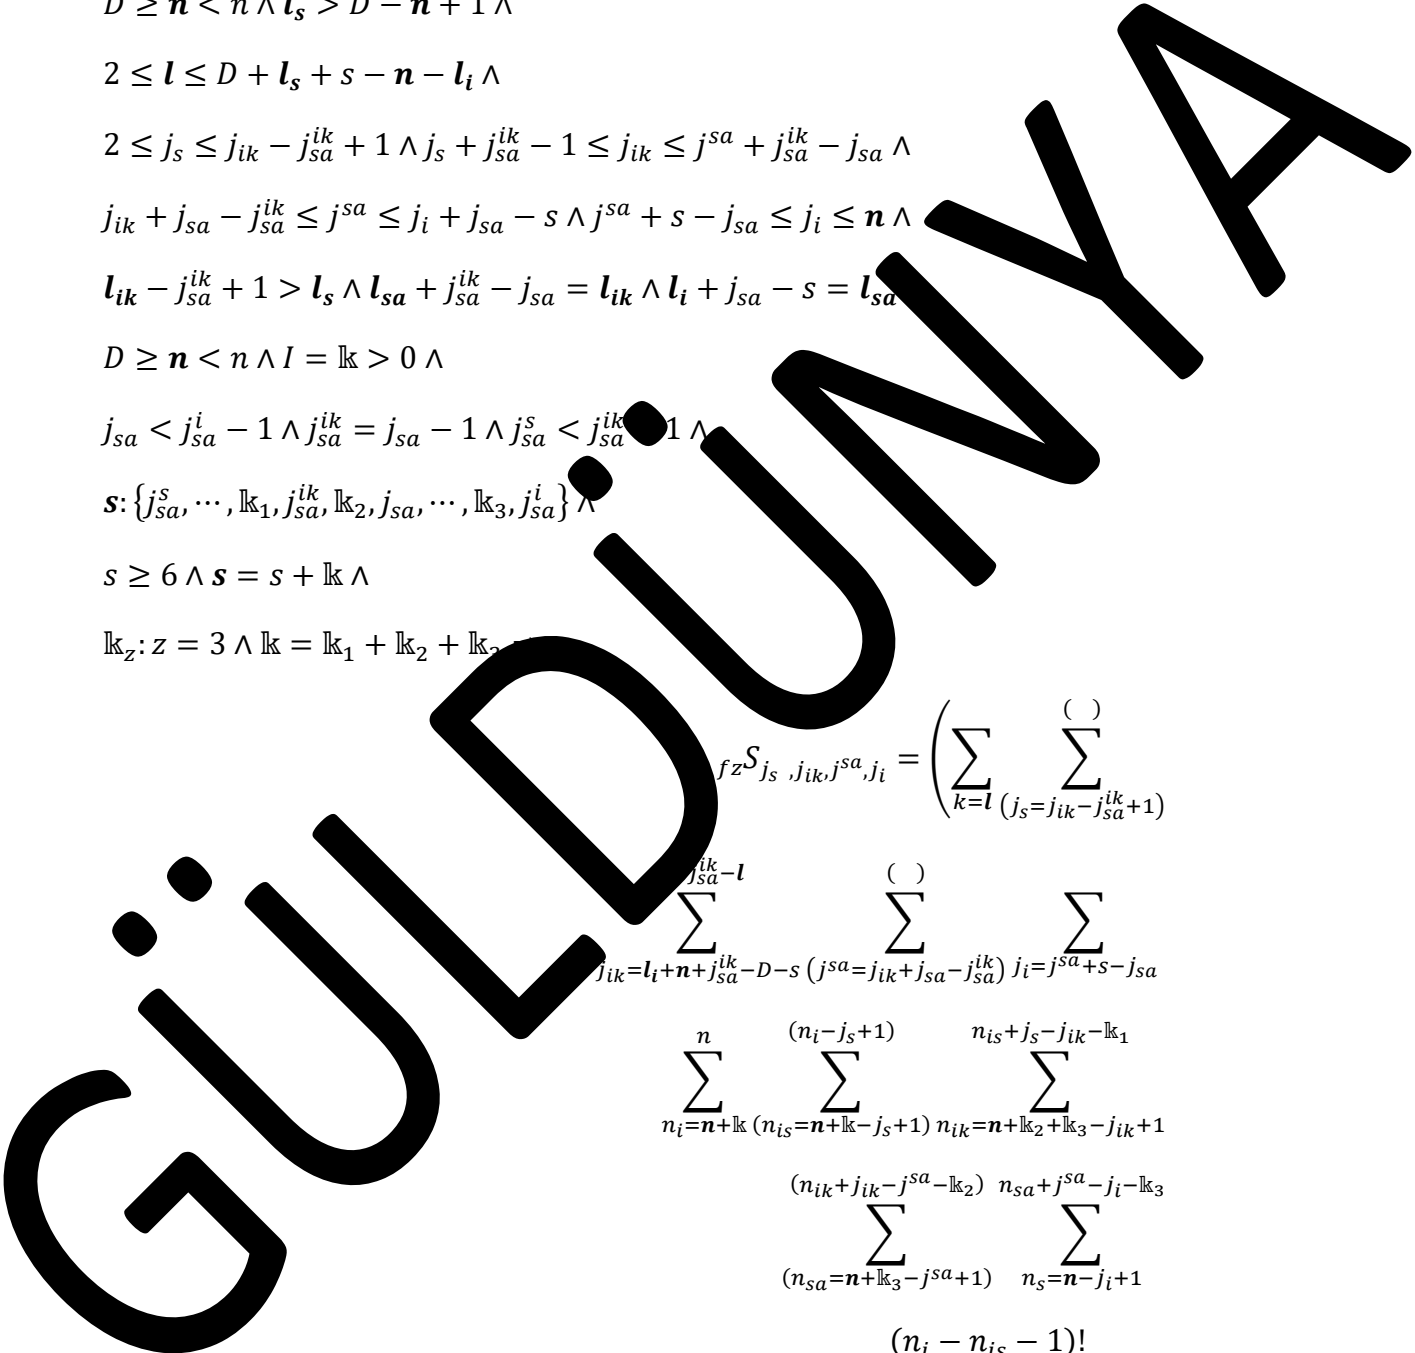 D ≥ n < n ∧ l_s > D − n + 1 ∧
2 ≤ l ≤ D + l_s + s − n − l_i ∧
2 ≤ j_s ≤ j_ik − j_sa^ik + 1 ∧ j_s + j_sa^ik − 1 ≤ j_ik ≤ j^sa + j_sa^ik − j_sa ∧
j_ik + j_sa − j_sa^ik ≤ j^sa ≤ j_i + j_sa − s ∧ j^sa + s − j_sa ≤ j_i ≤ n ∧
l_ik − j_sa^ik + 1 > l_s ∧ l_sa + j_sa^ik − j_sa = l_ik ∧ l_i + j_sa − s = l_sa
D ≥ n < n ∧ I = 𝕜 > 0 ∧
j_sa < j_sa^i − 1 ∧ j_sa^ik = j_sa − 1 ∧ j_sa^s < j_sa^ik 1 ∧
s: {j_sa^s, ⋯ , 𝕜_1, j_sa^ik, 𝕜_2, j_sa, ⋯ , 𝕜_3, j_sa^i} ∧
s ≥ 6 ∧ s = s + 𝕜 ∧
𝕜_z: z = 3 ∧ 𝕜 = 𝕜_1 + 𝕜_2 + 𝕜_3
( )
fz S_{j_s ,j_ik,j^sa,j_i} = ( ∑ ∑
k=l (j_s=j_ik−j_sa^ik+1)
j_sa^ik−l ( )
∑ ∑ ∑
j_ik=l_i+n+j_sa^ik−D−s (j^sa=j_ik+j_sa−j_sa^ik) j_i=j^sa+s−j_sa
n (n_i−j_s+1) n_is+j_s−j_ik−𝕜_1
∑ ∑ ∑
n_i=n+𝕜 (n_is=n+𝕜−j_s+1) n_ik=n+𝕜_2+𝕜_3−j_ik+1
(n_ik+j_ik−j^sa−𝕜_2) n_sa+j^sa−j_i−𝕜_3
∑ ∑
(n_sa=n+𝕜_3−j^sa+1) n_s=n−j_i+1
(n_i − n_is − 1)!
GÜLDÜNYA